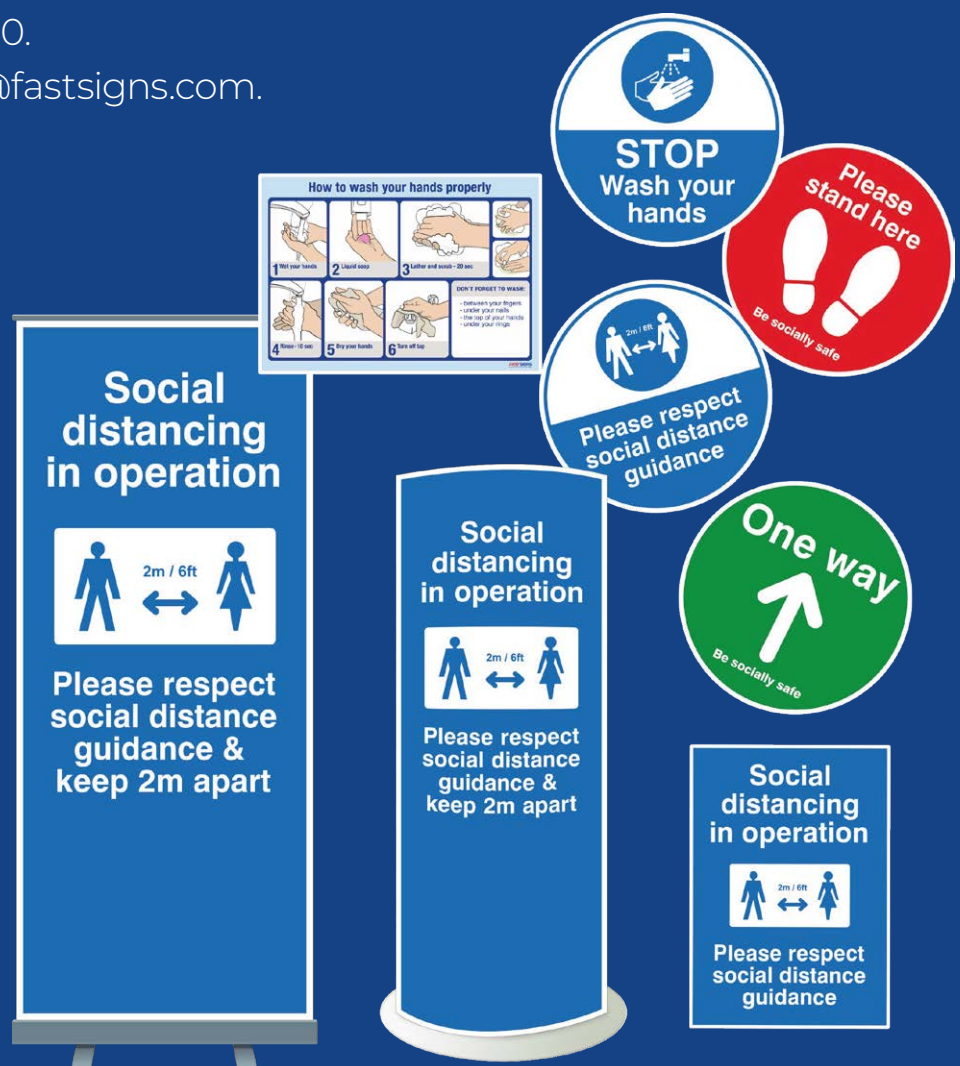 0.
@fastsigns.com.
STOP
Wash your
hands
Please
stand here
Be socially safe
How to wash your hands properly
1 Wet your hands
2 Liquid soap
3 Lather and scrub - 20 sec
4 Rinse - 10 sec
5 Dry your hands
6 Turn off tap
DON'T FORGET TO WASH:
- between your fingers
- under your nails
- the top of your hands
- under your rings
2m / 6ft
Please respect
social distance
guidance
One way
Be socially safe
Social
distancing
in operation
2m / 6ft
Please respect
social distance
guidance &
keep 2m apart
Social
distancing
in operation
2m / 6ft
Please respect
social distance
guidance &
keep 2m apart
Social
distancing
in operation
2m / 6ft
Please respect
social distance
guidance